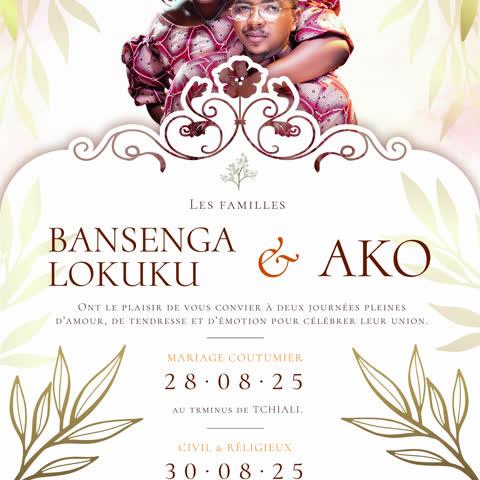 LES FAMILLES
BANSENGA
LOKUKU
& AKO
ONT LE PLAISIR DE VOUS CONVIER À DEUX JOURNÉES PLEINES
D'AMOUR, DE TENDRESSE ET D'ÉMOTION POUR CÉLÉBRER LEUR UNION.
MARIAGE COUTUMIER
28·08·25
AU TRMINUS DE TCHIALI.
CIVIL & RÉLIGIEUX
30·08·25